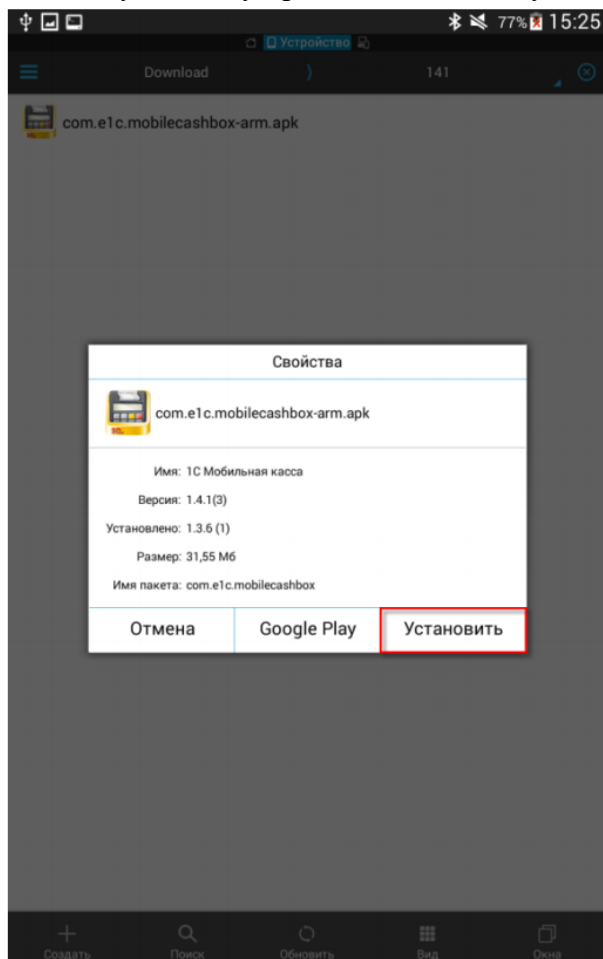 77% 15:25
Устройство
Download 141
com.e1c.mobilecashbox-arm.apk
Свойства
com.e1c.mobilecashbox-arm.apk
Имя: 1С Мобильная касса
Версия: 1.4.1(3)
Установлено: 1.3.6 (1)
Размер: 31,55 Мб
Имя пакета: com.e1c.mobilecashbox
Отмена Google Play Установить
Создать Поиск Обновить Вид Окна